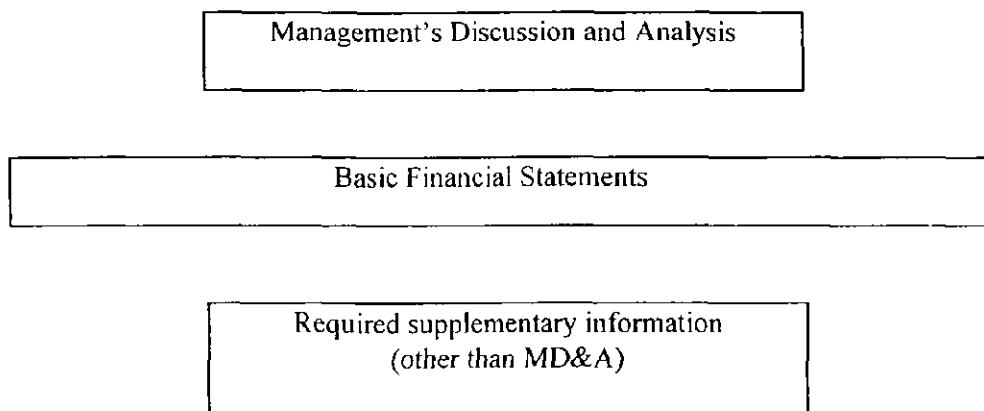 Management's Discussion and Analysis
Basic Financial Statements
Required supplementary information
(other than MD&A)